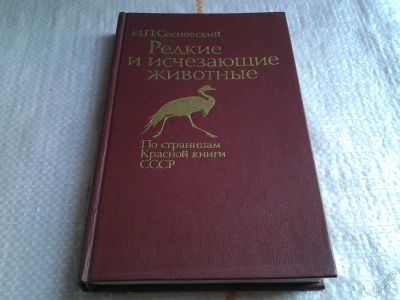 И.П.Сосновский
Редкие
и исчезающие
животные
По страницам
Красной книги
СССР